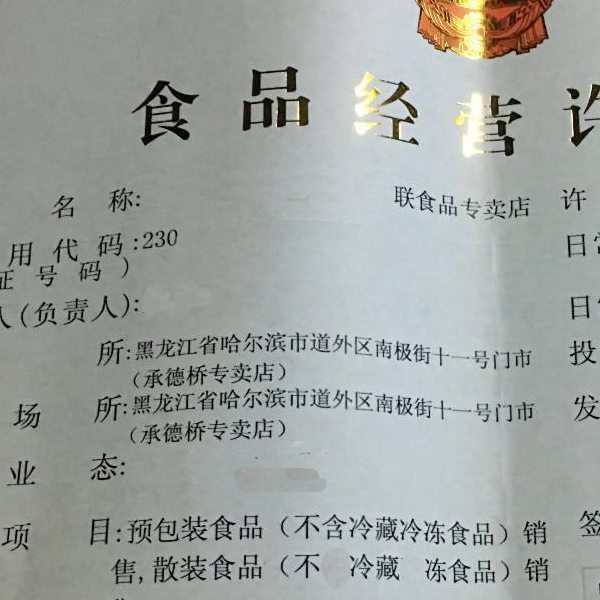 食品经营许
名 称: 联食品专卖店 许
用代码:230 日常
证号码)
人(负责人): 日
所:黑龙江省哈尔滨市道外区南极街十一号门市 投
(承德桥专卖店)
场 所:黑龙江省哈尔滨市道外区南极街十一号门市 发
(承德桥专卖店)
业 态:
项 目:预包装食品(不含冷藏冷冻食品)销 签
售,散装食品(不 冷藏 冻食品)销